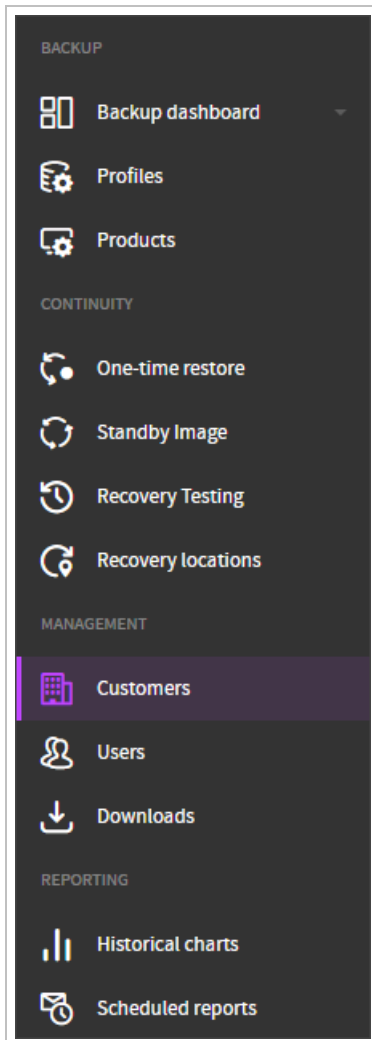 BACKUP
Backup dashboard
Profiles
Products
CONTINUITY
One-time restore
Standby Image
Recovery Testing
Recovery locations
MANAGEMENT
Customers
Users
Downloads
REPORTING
Historical charts
Scheduled reports